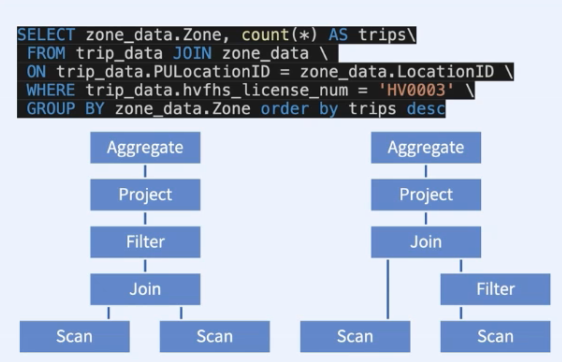 SELECT zone_data.Zone, count(*) AS trips\
FROM trip_data JOIN zone_data \
ON trip_data.PULocationID = zone_data.LocationID \
WHERE trip_data.hvfhs_license_num = 'HV0003' \
GROUP BY zone_data.Zone order by trips desc
Aggregate
Project
Filter
Join
Scan
Scan
Aggregate
Project
Join
Filter
Scan
Scan